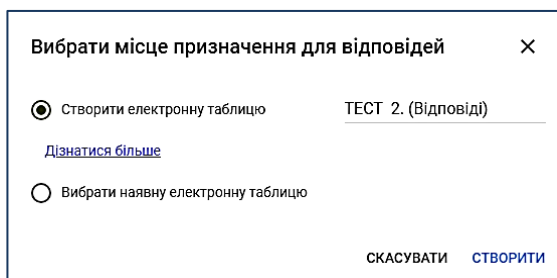 Вибрати місце призначення для відповідей
Створити електронну таблицю ТЕСТ 2. (Відповіді)
Дізнатися більше
Вибрати наявну електронну таблицю
СКАСУВАТИ СТВОРИТИ